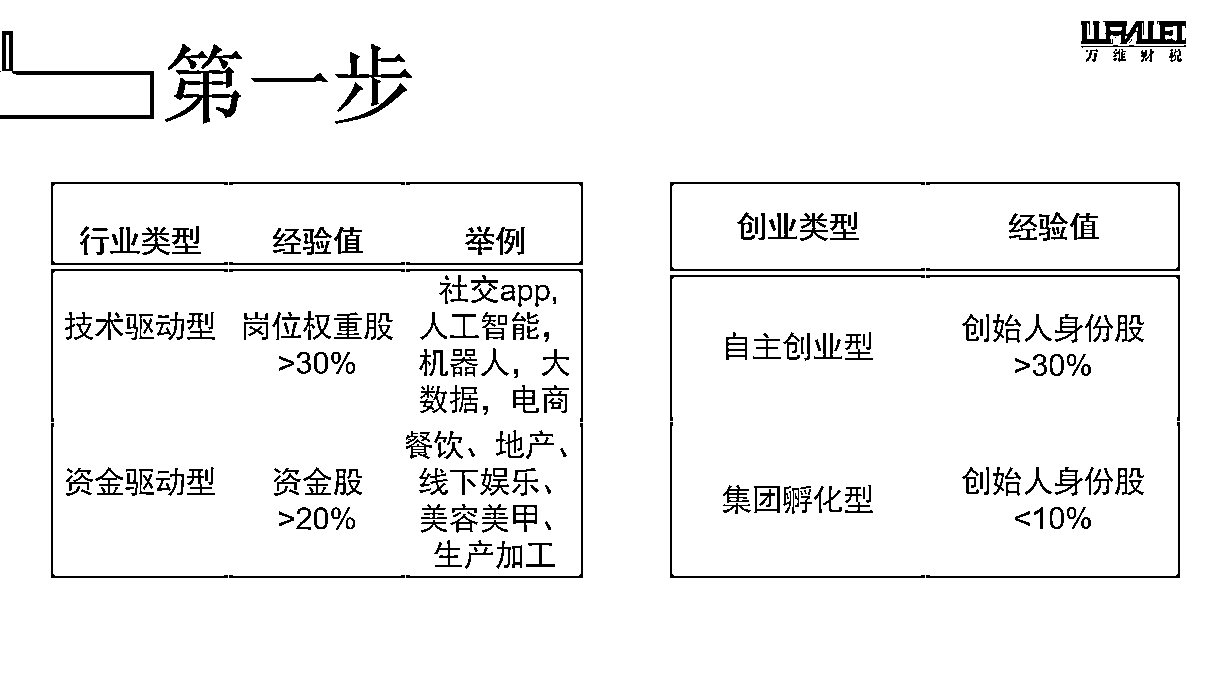 第一步
万维财税
行业类型 经验值 举例
技术驱动型 岗位权重股 >30% 社交app,
人工智能，
机器人，大
数据，电商
资金驱动型 资金股 >20% 餐饮、地产、
线下娱乐、
美容美甲、
生产加工
创业类型 经验值
自主创业型 创始人身份股
>30%
集团孵化型 创始人身份股
<10%